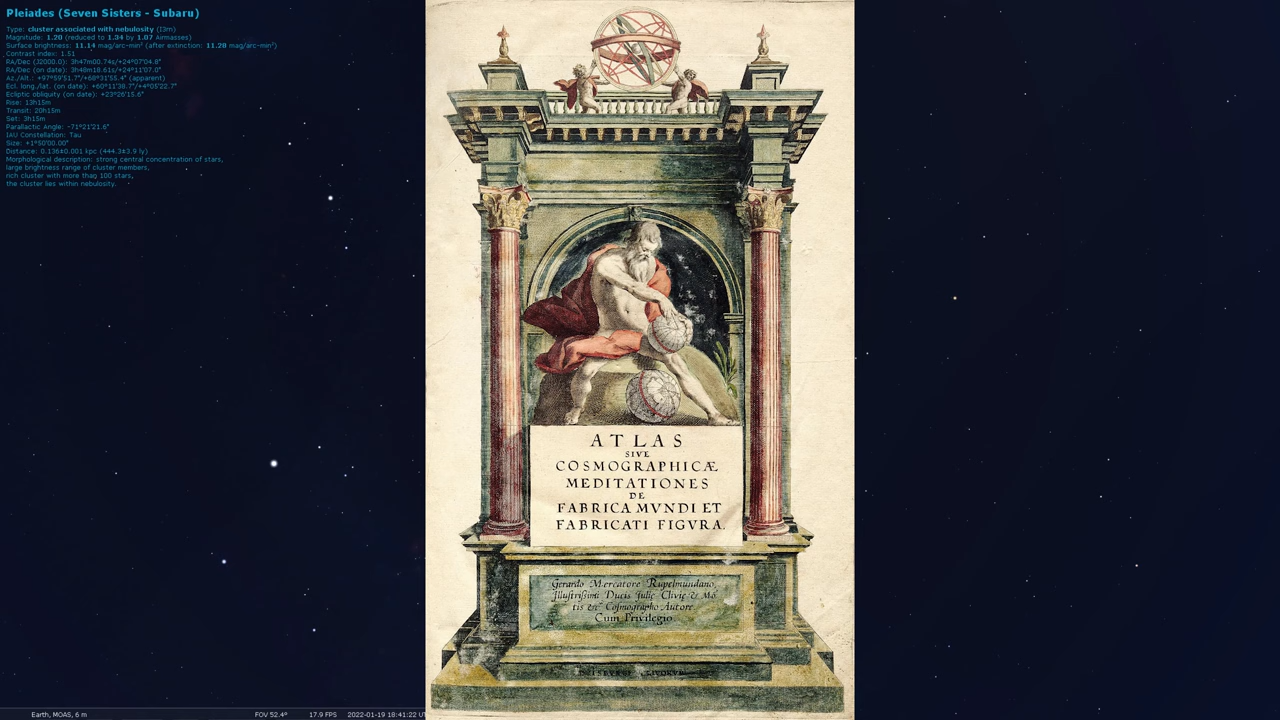 Pleiades (Seven Sisters - Subaru)
Type: cluster associated with nebulosity (I3rn)
Magnitude: 1.20 (reduced to 1.34 by 1.07 Airmasses)
Surface brightness: 11.14 mag/arc-min² (after extinction: 11.28 mag/arc-min²)
Contrast index: 1.51
RA/Dec (J2000.0): 3h47m00.74s/+24°07'04.8"
RA/Dec (on date): 3h48m18.61s/+24°11'07.0"
Az./Alt.: +97°59'51.7"/+68°31'55.4" (apparent)
Ecl. long./lat. (on date): +60°11'38.7"/+4°05'22.7"
Ecliptic obliquity (on date): +23°26'15.6"
Rise: 13h15m
Transit: 20h15m
Set: 3h15m
Parallactic Angle: -71°21'21.6"
IAU Constellation: Tau
Size: +1°50'00.00"
Distance: 0.136±0.001 kpc (444.3±3.9 ly)
Morphological description: strong central concentration of stars,
large brightness range of cluster members,
rich cluster with more than 100 stars,
the cluster lies within nebulosity.
ATLAS
SIVE
COSMOGRAPHICÆ
MEDITATIONES
DE
FABRICA MVNDI ET
FABRICATI FIGVRA.
Gerardo Mercatore Rupelmundano,
Illustrißimi Ducis Julie Clivię & Mõ
tis &c Cosmographo Autore
Cum Privilegio
Earth, MOAS, 6 m FOV 52.4° 17.9 FPS 2022-01-19 18:41:22